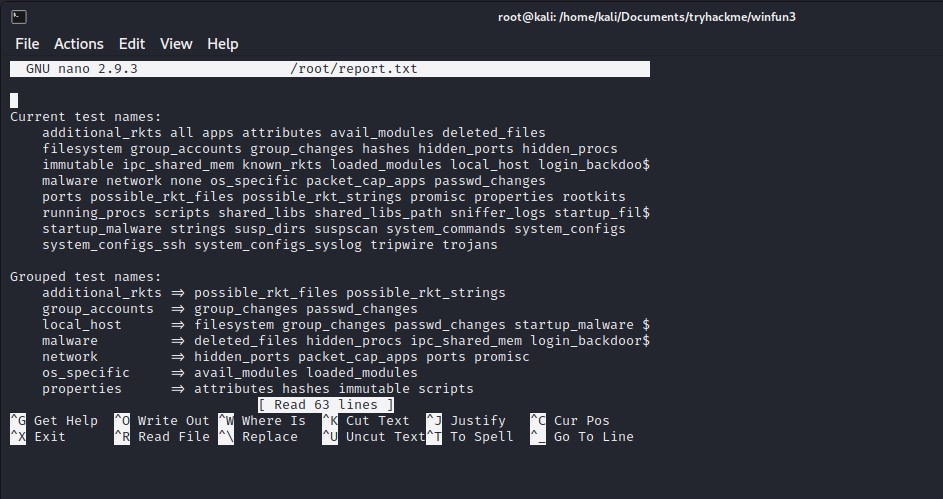 root@kali: /home/kali/Documents/tryhackme/winfun3
File Actions Edit View Help
GNU nano 2.9.3 /root/report.txt
Current test names:
additional_rkts all apps attributes avail_modules deleted_files
filesystem group_accounts group_changes hashes hidden_ports hidden_procs
immutable ipc_shared_mem known_rkts loaded_modules local_host login_backdoo$
malware network none os_specific packet_cap_apps passwd_changes
ports possible_rkt_files possible_rkt_strings promisc properties rootkits
running_procs scripts shared_libs shared_libs_path sniffer_logs startup_fil$
startup_malware strings susp_dirs suspscan system_commands system_configs
system_configs_ssh system_configs_syslog tripwire trojans
Grouped test names:
additional_rkts => possible_rkt_files possible_rkt_strings
group_accounts => group_changes passwd_changes
local_host => filesystem group_changes passwd_changes startup_malware $
malware => deleted_files hidden_procs ipc_shared_mem login_backdoor$
network => hidden_ports packet_cap_apps ports promisc
os_specific => avail_modules loaded_modules
properties => attributes hashes immutable scripts
[ Read 63 lines ]
^G Get Help ^O Write Out ^W Where Is ^K Cut Text ^J Justify ^C Cur Pos
^X Exit ^R Read File ^\ Replace ^U Uncut Text ^T To Spell ^_ Go To Line